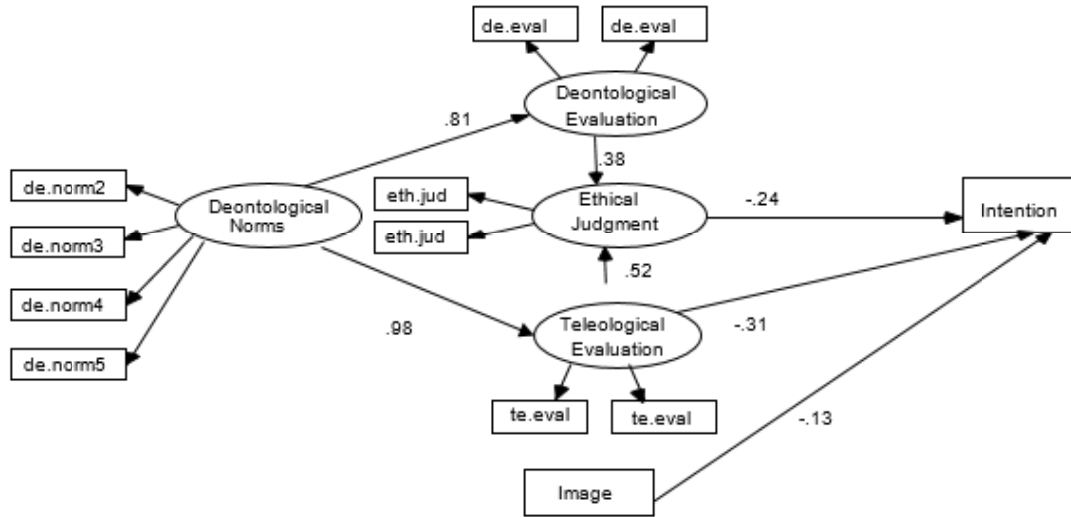 de.eval
de.eval
Deontological
Evaluation
.81
.38
de.norm2
Deontological
Norms
eth.jud
Ethical
Judgment
-.24
Intention
de.norm3
eth.jud
.52
de.norm4
.98
Teleological
Evaluation
-.31
de.norm5
te.eval
te.eval
-.13
Image